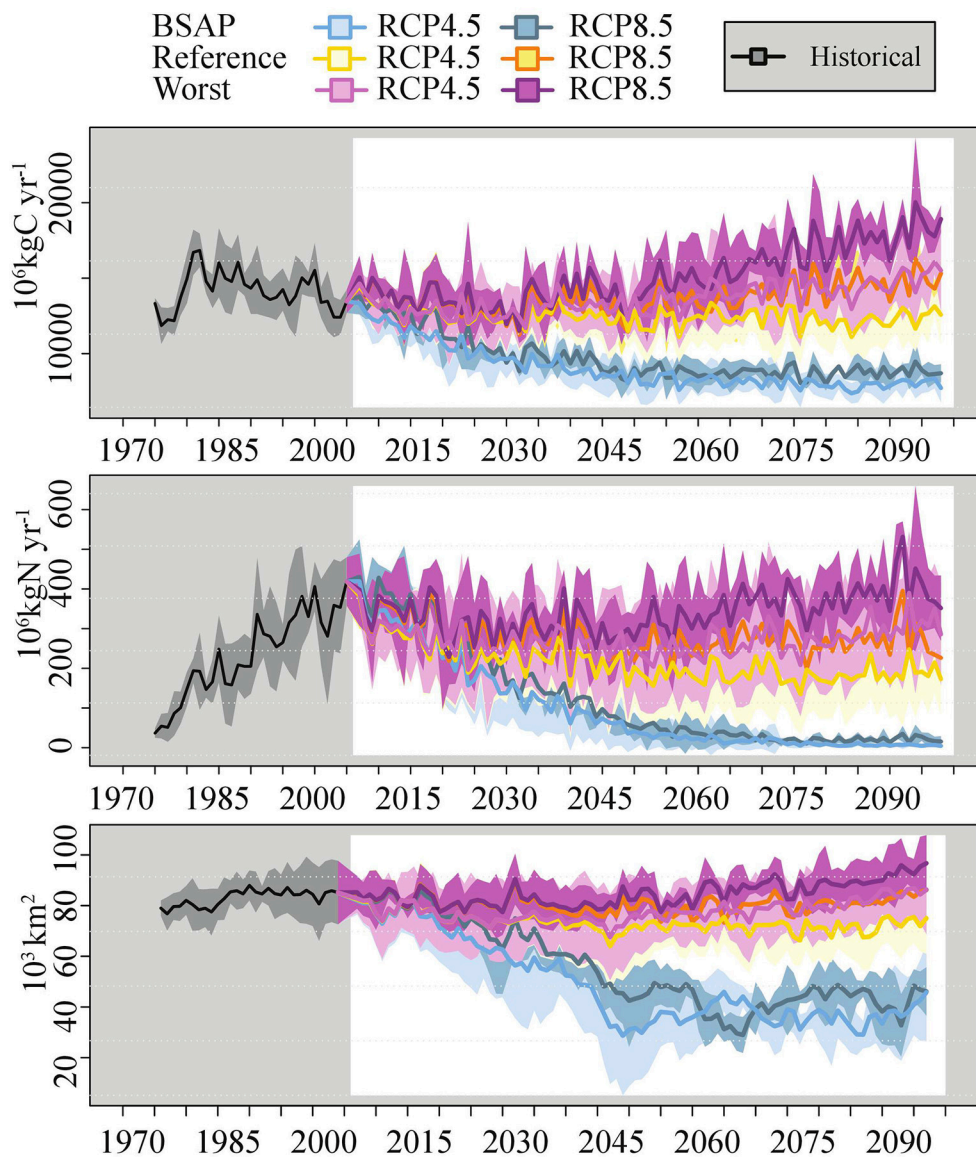 BSAP RCP4.5 RCP8.5
Reference RCP4.5 RCP8.5
Worst RCP4.5 RCP8.5
Historical
10⁶kgC yr⁻¹
20000
10000
1970 1985 2000 2015 2030 2045 2060 2075 2090
10⁶kgN yr⁻¹
600
400
200
0
1970 1985 2000 2015 2030 2045 2060 2075 2090
10³km²
100
80
60
40
20
1970 1985 2000 2015 2030 2045 2060 2075 2090